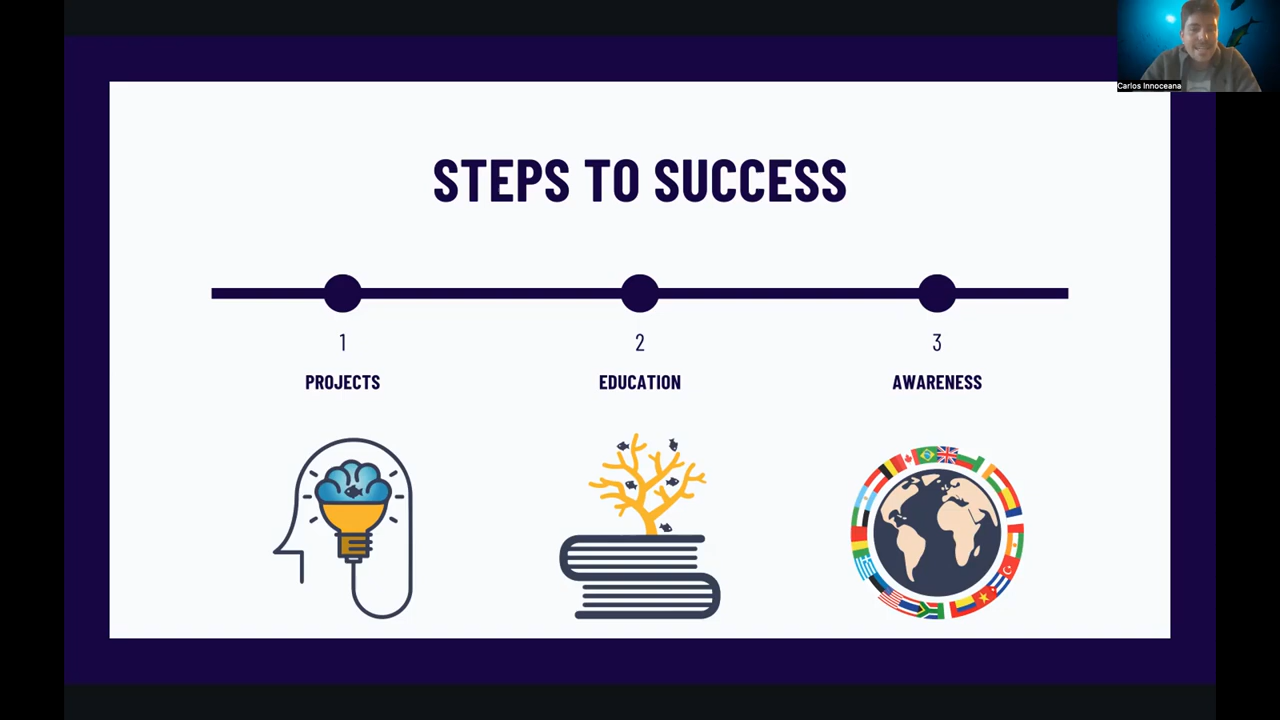 Carlos Innoceana
STEPS TO SUCCESS
1
2
3
PROJECTS
EDUCATION
AWARENESS